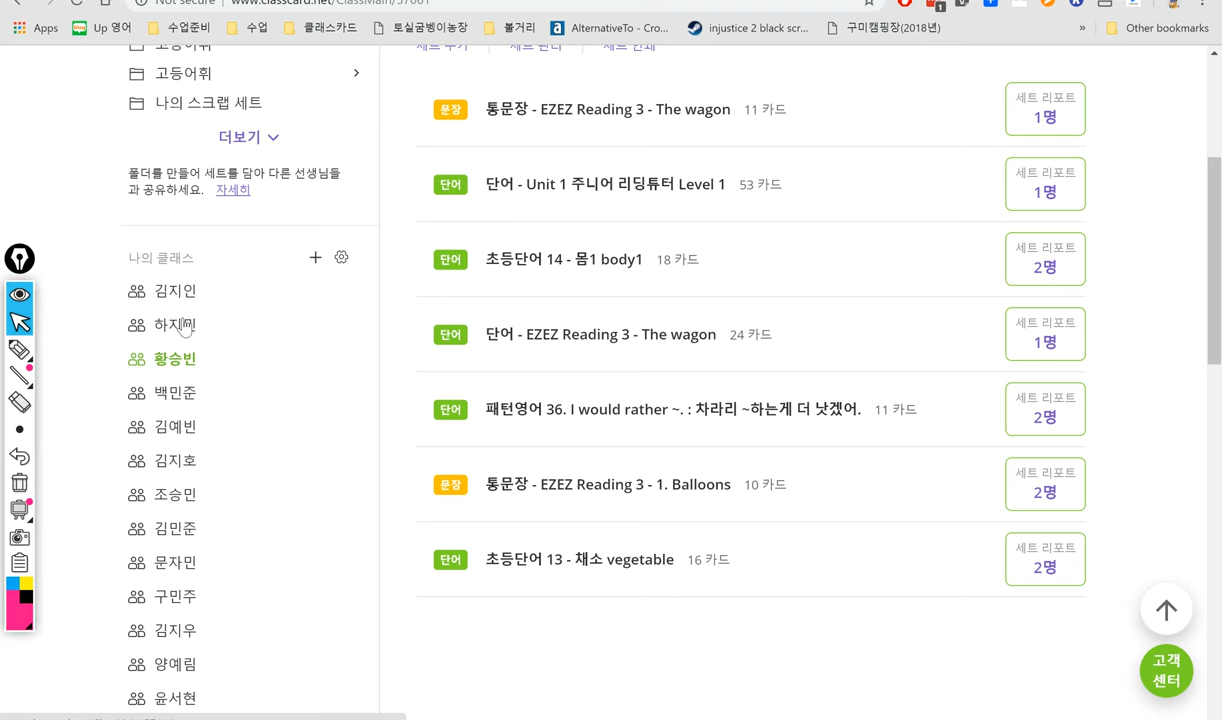 Not secure
www.classcard.net/ClassMain/
Apps
Up 영어
수업준비
수업
클래스카드
토실굼벵이농장
볼거리
AlternativeTo - Cro...
injustice 2 black scr...
구미캠핑장(2018년)
»
Other bookmarks
고등어휘
나의 스크랩 세트
더보기
폴더를 만들어 세트를 담아 다른 선생님들
과 공유하세요. 자세히
나의 클래스
김지인
황승빈
백민준
김예빈
김지호
조승민
김민준
문자민
구민주
김지우
양예림
윤서현
문장 통문장 - EZEZ Reading 3 - The wagon 11 카드
세트 리포트
1명
단어 단어 - Unit 1 주니어 리딩튜터 Level 1 53 카드
세트 리포트
1명
단어 초등단어 14 - 몸1 body1 18 카드
세트 리포트
2명
단어 단어 - EZEZ Reading 3 - The wagon 24 카드
세트 리포트
1명
단어 패턴영어 36. I would rather ~. : 차라리 ~하는게 더 낫겠어. 11 카드
세트 리포트
2명
문장 통문장 - EZEZ Reading 3 - 1. Balloons 10 카드
세트 리포트
2명
단어 초등단어 13 - 채소 vegetable 16 카드
세트 리포트
2명
고객
센터